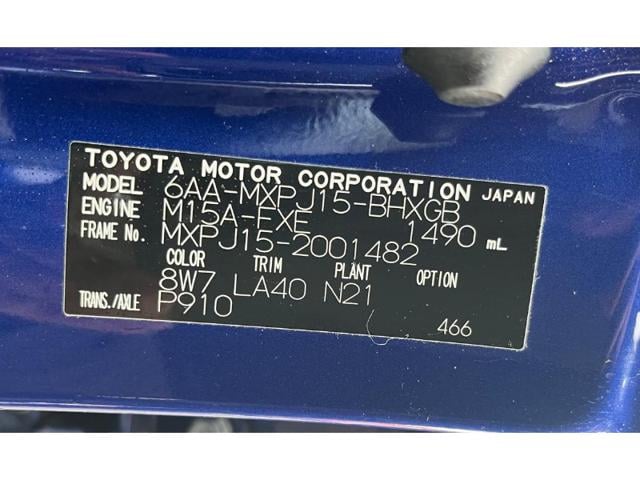 TOYOTA MOTOR CORPORATION JAPAN
MODEL 6AA-MXPJ15-BHXGB
ENGINE M15A-FXE 1490 mL
FRAME No. MXPJ15-2001482
COLOR TRIM PLANT OPTION
8W7 LA40 N21
TRANS./AXLE P910
466